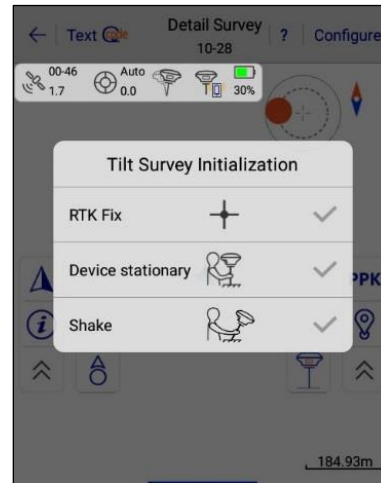 Text Code
Detail Survey
10-28
?
Configure
00-46
1.7
Auto
0.0
30%
Tilt Survey Initialization
RTK Fix
Device stationary
Shake
PPK
i
184.93m